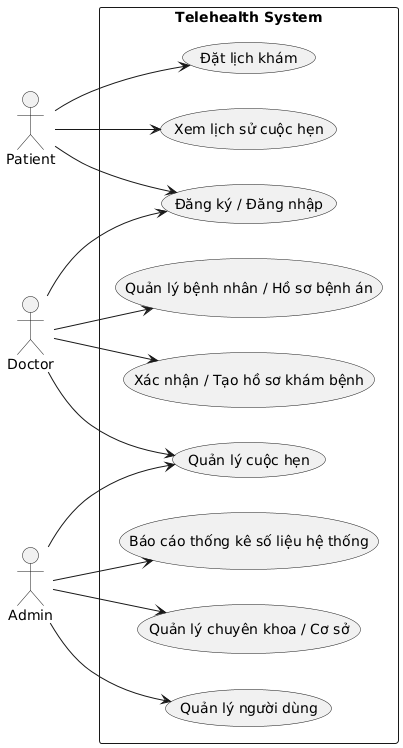 Telehealth System
Đặt lịch khám
Xem lịch sử cuộc hẹn
Patient
Đăng ký / Đăng nhập
Quản lý bệnh nhân / Hồ sơ bệnh án
Doctor
Xác nhận / Tạo hồ sơ khám bệnh
Quản lý cuộc hẹn
Báo cáo thống kê số liệu hệ thống
Admin
Quản lý chuyên khoa / Cơ sở
Quản lý người dùng